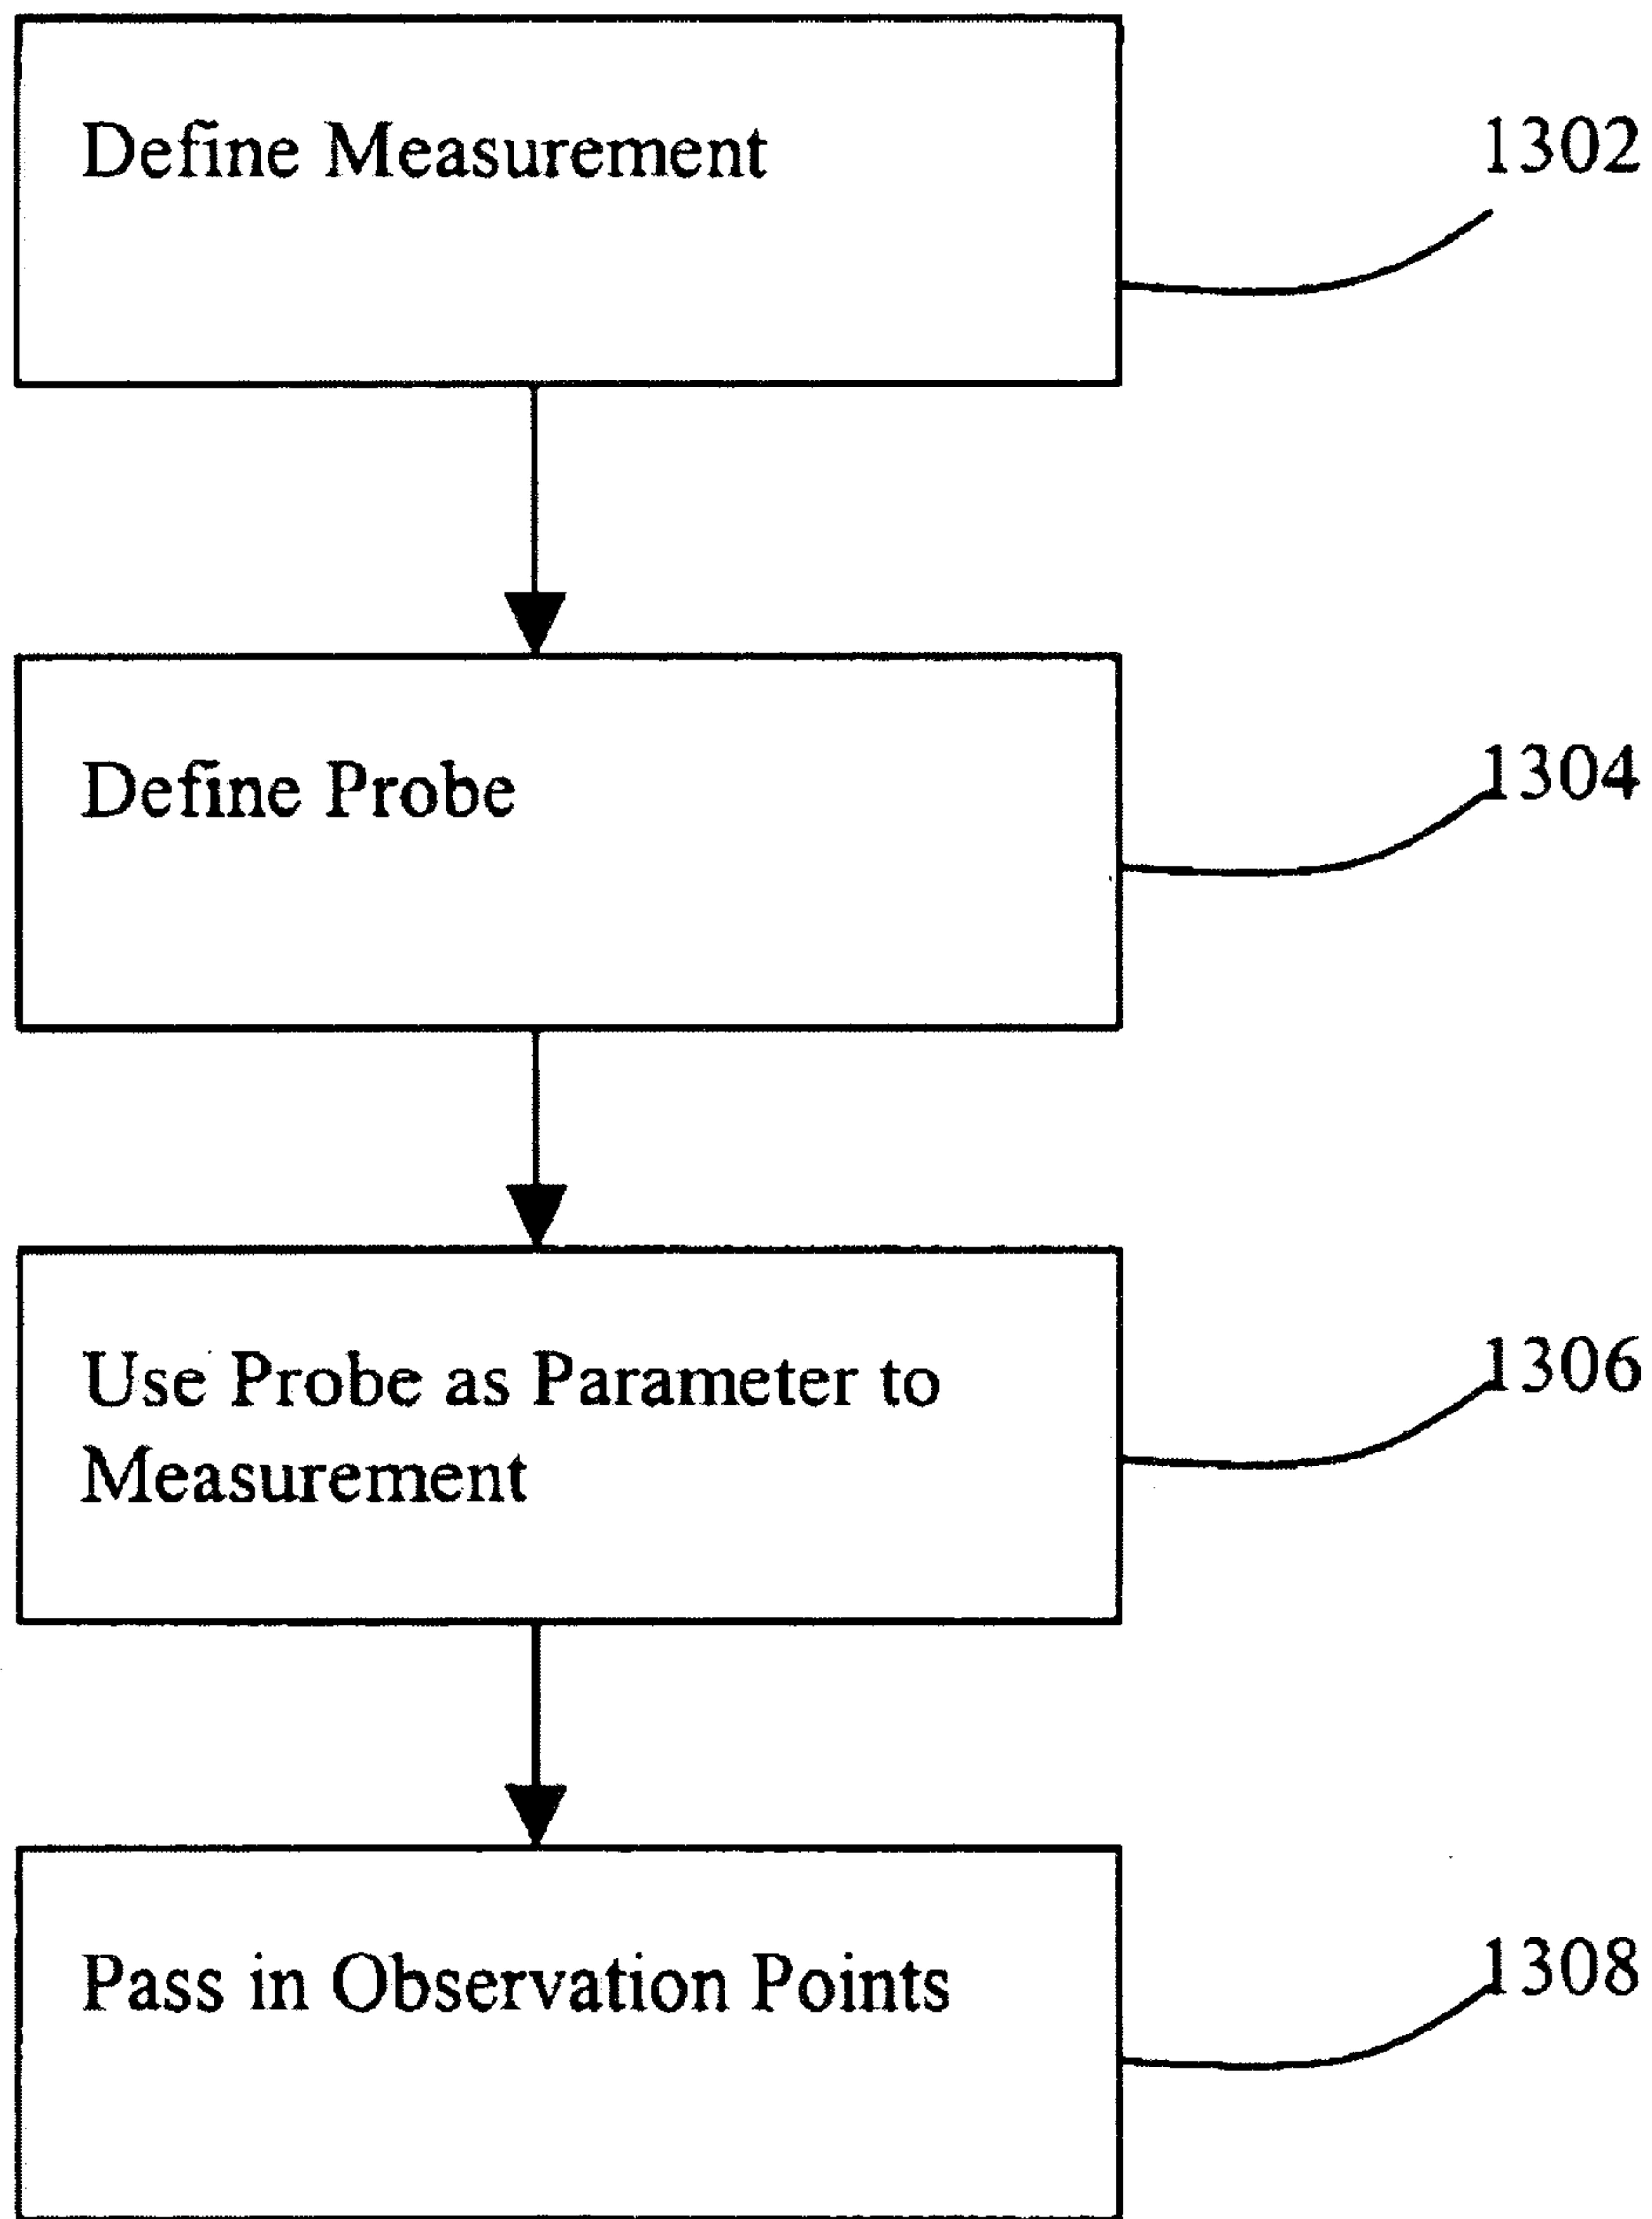 Define Measurement
1302
Define Probe
1304
Use Probe as Parameter to
Measurement
1306
Pass in Observation Points
1308